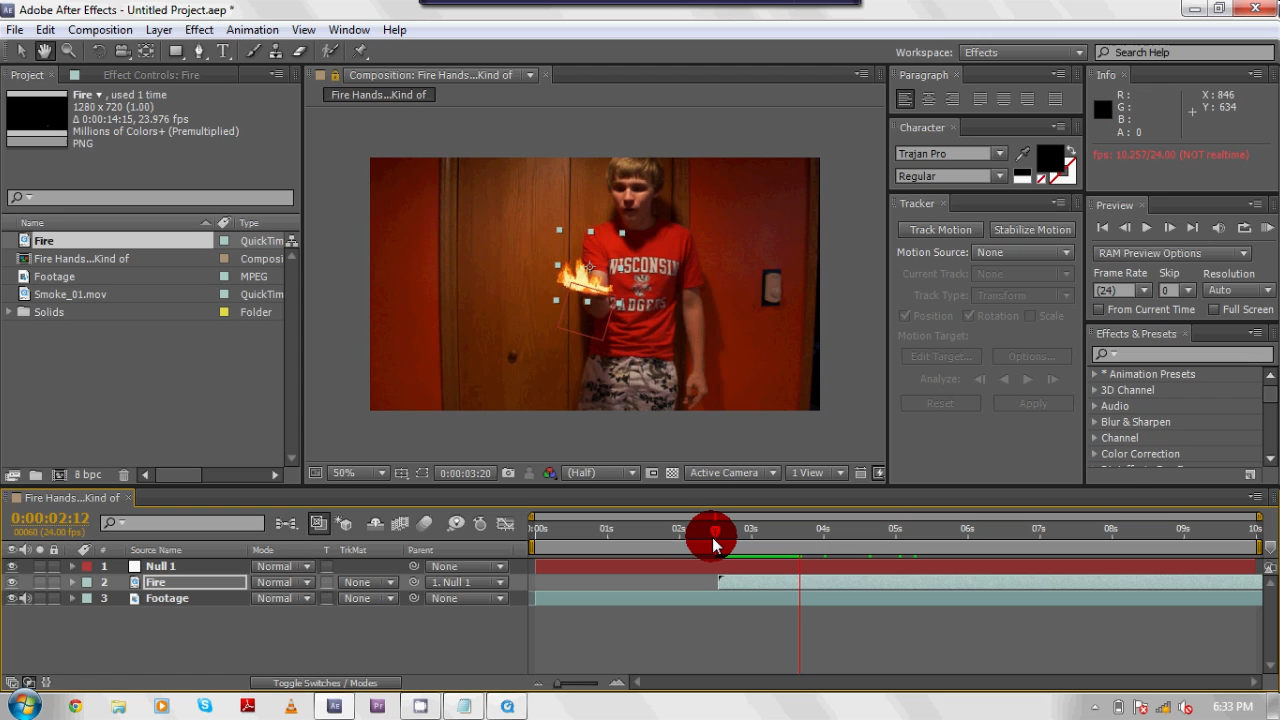 Adobe After Effects - Untitled Project.aep *
File Edit Composition Layer Effect Animation View Window Help
Workspace: Effects Search Help
Project Effect Controls: Fire
Composition: Fire Hands...Kind of
Fire Hands...Kind of
Fire , used 1 time
1280 x 720 (1.00)
Δ 0:00:14:15, 23.976 fps
Millions of Colors+ (Premultiplied)
PNG
Name Type
Fire QuickTim
Fire Hands...Kind of Composi
Footage MPEG
Smoke_01.mov QuickTim
Solids Folder
8 bpc
WISCONSIN
BADGERS
50% 0:00:03:20 (Half) Active Camera 1 View
Paragraph
Character
Trajan Pro
Regular
Tracker
Track Motion Stabilize Motion
Motion Source: None
Current Track: None
Track Type: Transform
Position Rotation Scale
Motion Target:
Edit Target... Options...
Analyze:
Reset Apply
Info
R :
G :
B :
A : 0
X : 846
Y : 634
fps: 18.257/24.00 (NOT realtime)
Preview
RAM Preview Options
Frame Rate Skip Resolution
(24) 0 Auto
From Current Time Full Screen
Effects & Presets
* Animation Presets
3D Channel
Audio
Blur & Sharpen
Channel
Color Correction
Fire Hands...Kind of
0:00:02:12
00060 (24.00 fps)
0:00s 01s 02s 03s 04s 05s 06s 07s 08s 09s 10s
# Source Name Mode T TrkMat Parent
1 Null 1 Normal None
2 Fire Normal None 1. Null 1
3 Footage Normal None None
Toggle Switches / Modes
6:33 PM